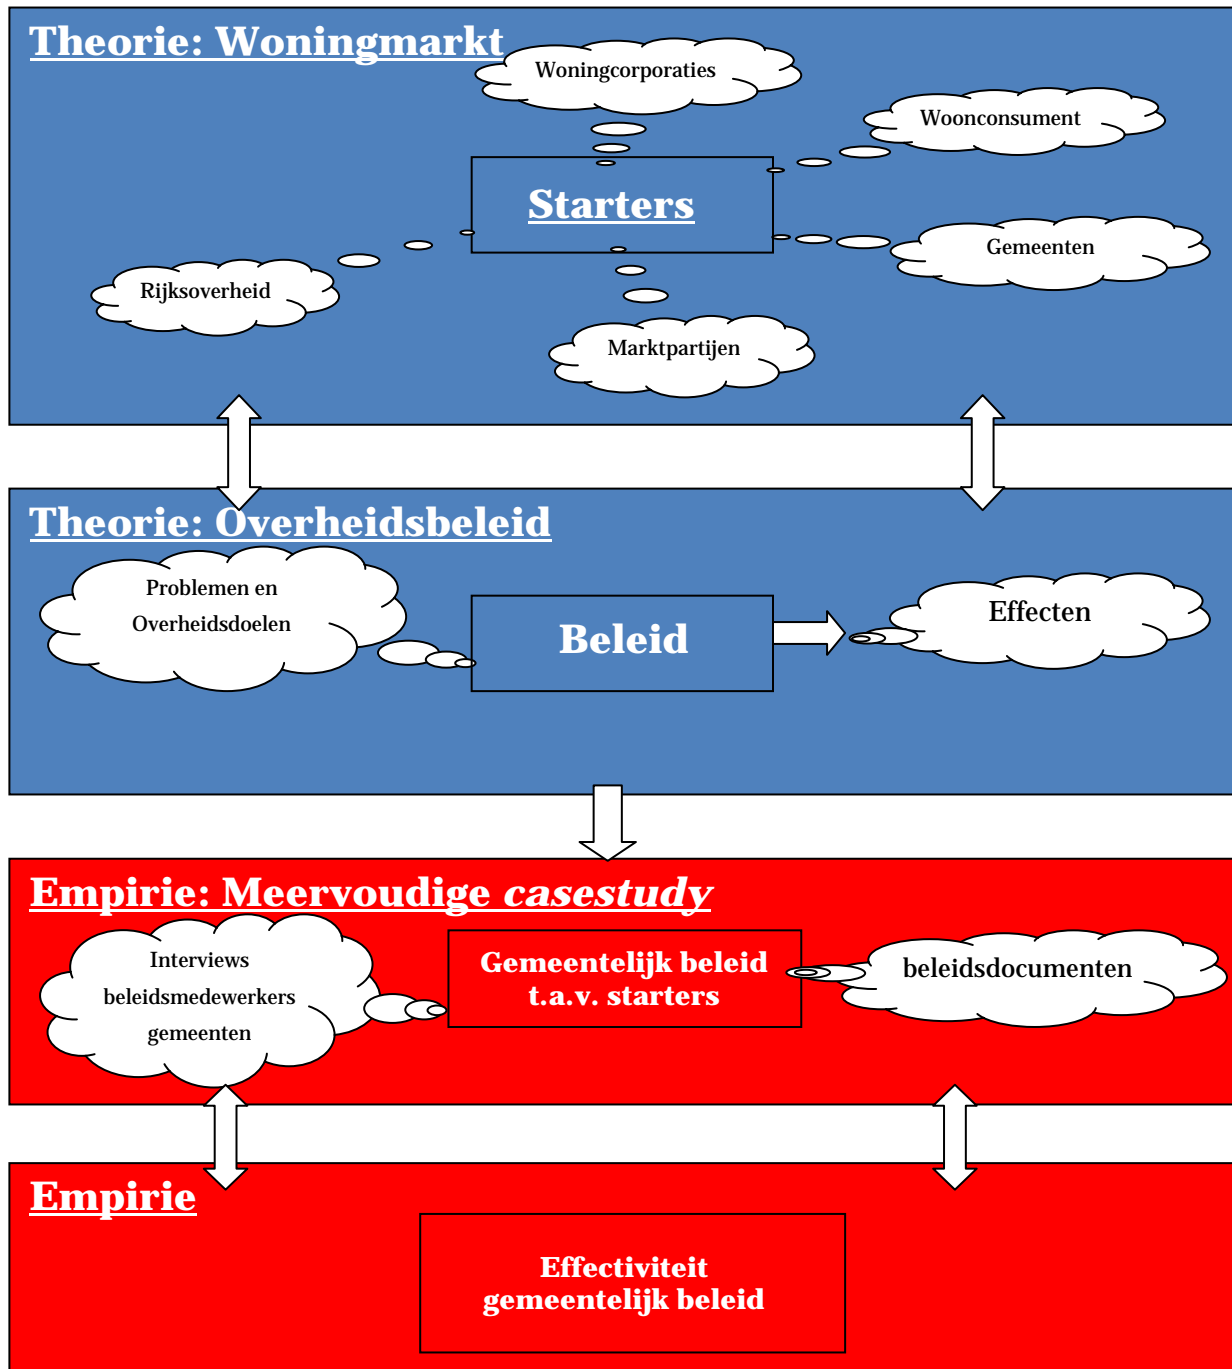 Theorie: Woningmarkt
Woningcorporaties
Woonconsument
Starters
Gemeenten
Rijksoverheid
Marktpartijen
Theorie: Overheidsbeleid
Problemen en
Overheidsdoelen
Beleid
Effecten
Empirie: Meervoudige casestudy
Interviews
beleidsmedewerkers
gemeenten
Gemeentelijk beleid
t.a.v. starters
beleidsdocumenten
Empirie
Effectiviteit
gemeentelijk beleid